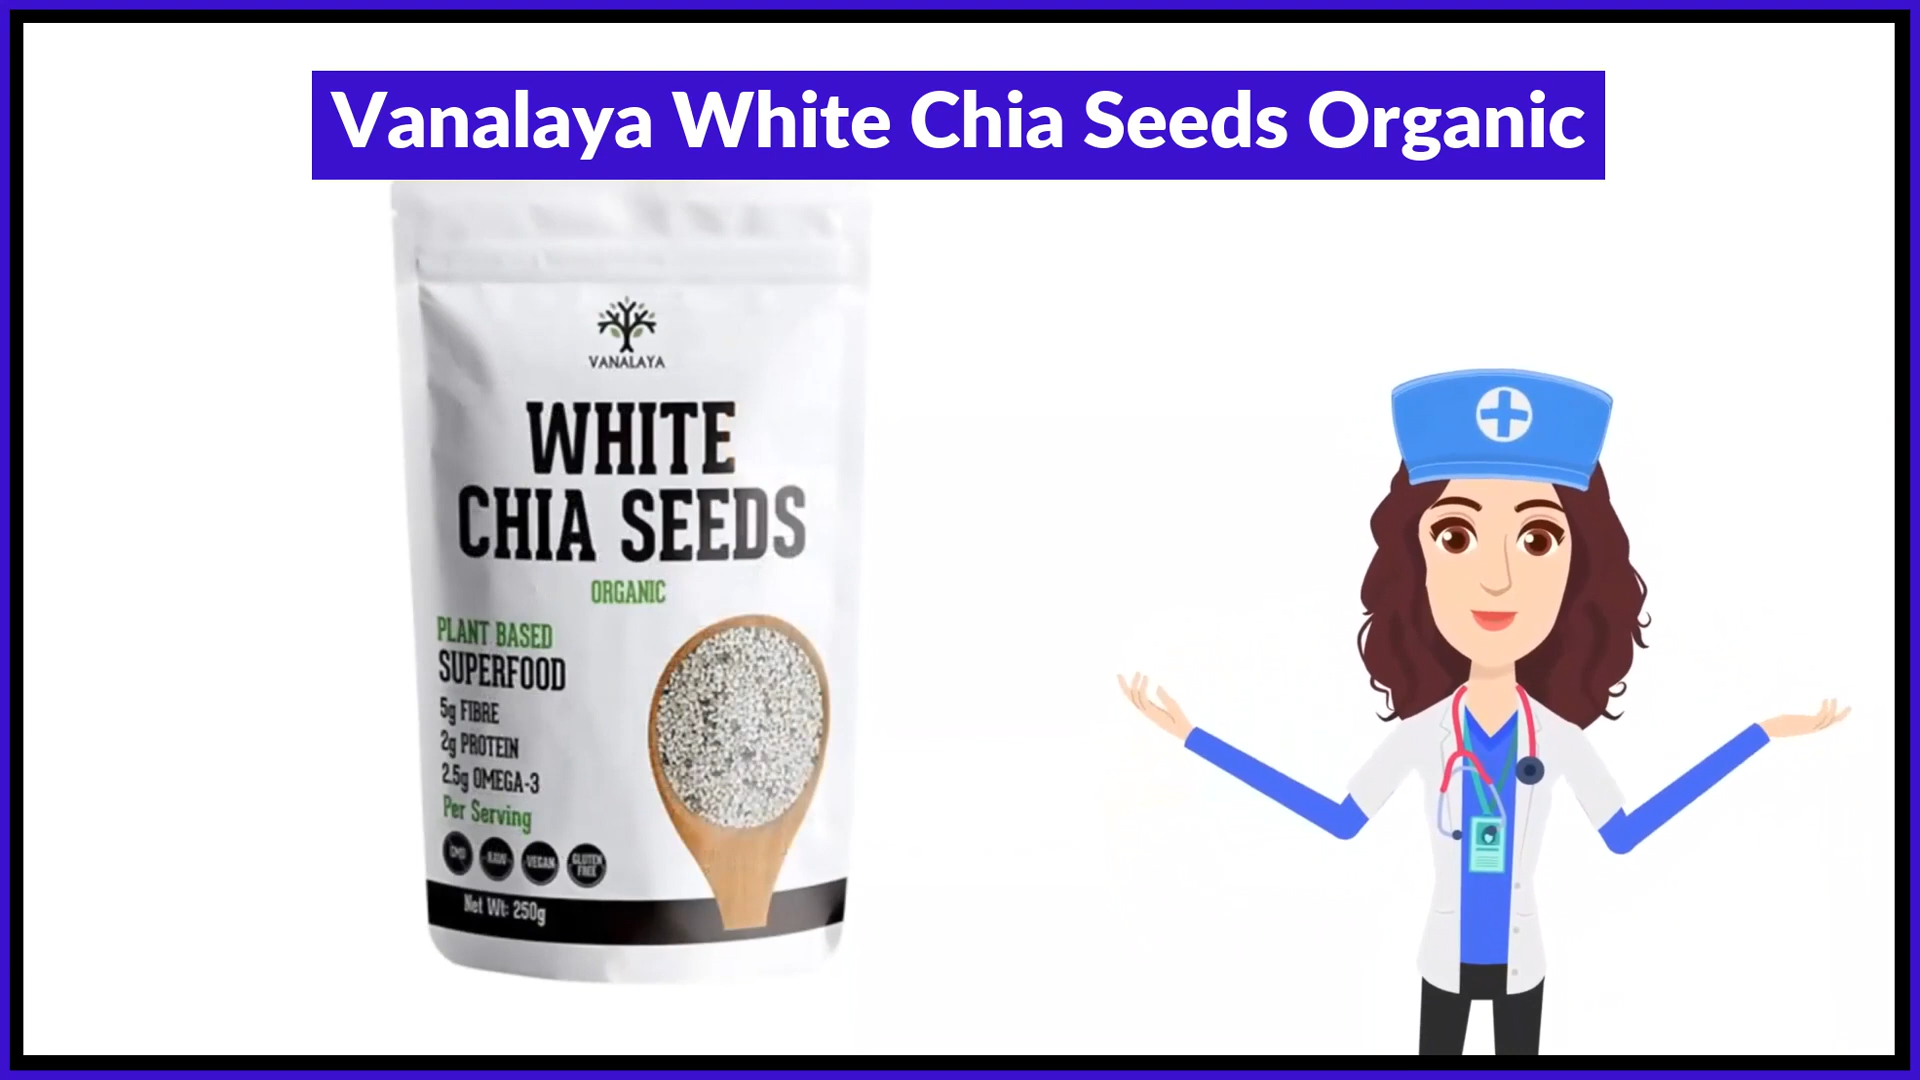 Vanalaya White Chia Seeds Organic
VANALAYA
WHITE
CHIA SEEDS
ORGANIC
PLANT BASED
SUPERFOOD
5g FIBRE
2g PROTEIN
2.5g OMEGA-3
Per Serving
RAW
VEGAN
GLUTEN
FREE
Net Wt: 250g